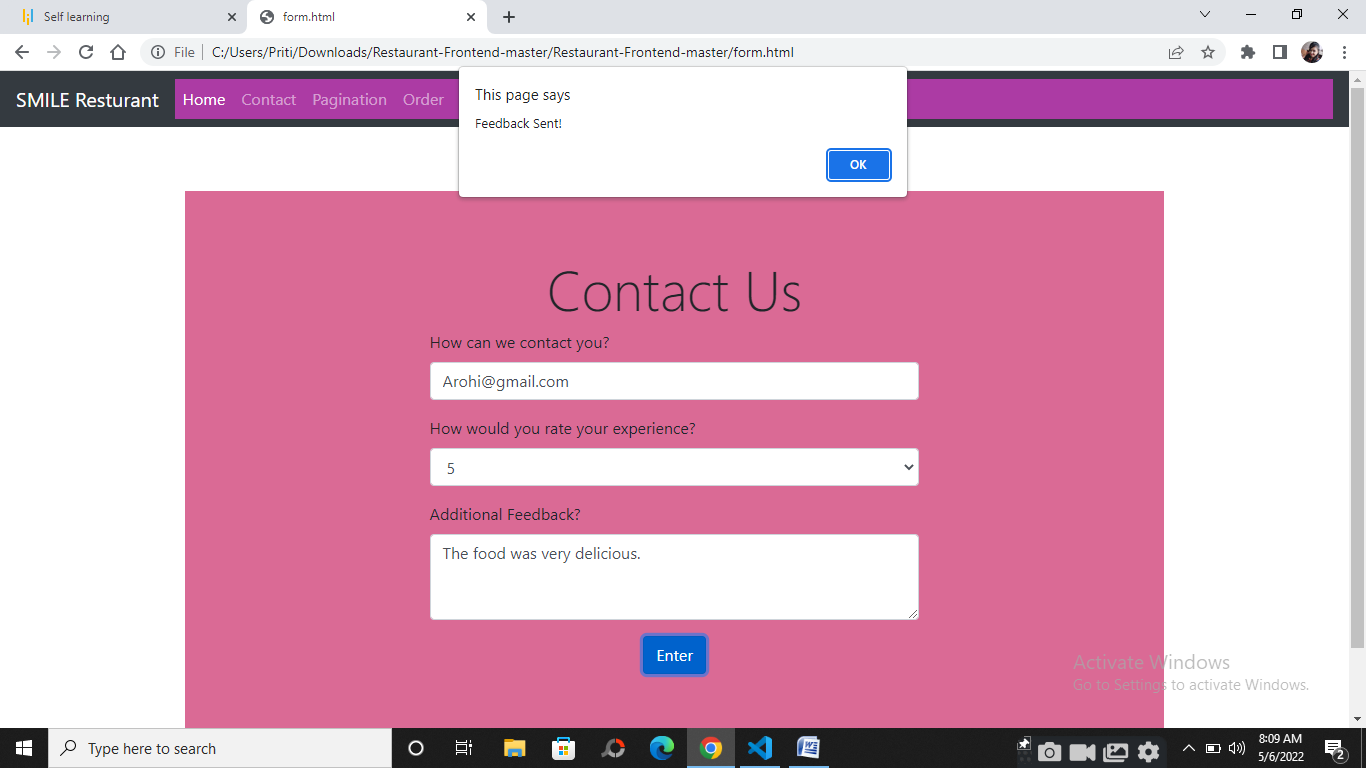 Self learning
form.html
File
C:/Users/Priti/Downloads/Restaurant-Frontend-master/Restaurant-Frontend-master/form.html
SMILE Resturant
Home Contact Pagination Order
This page says
Feedback Sent!
OK
Contact Us
How can we contact you?
Arohi@gmail.com
How would you rate your experience?
5
Additional Feedback?
The food was very delicious.
Enter
Activate Windows
Go to Settings to activate Windows.
Type here to search
8:09 AM
5/6/2022
2